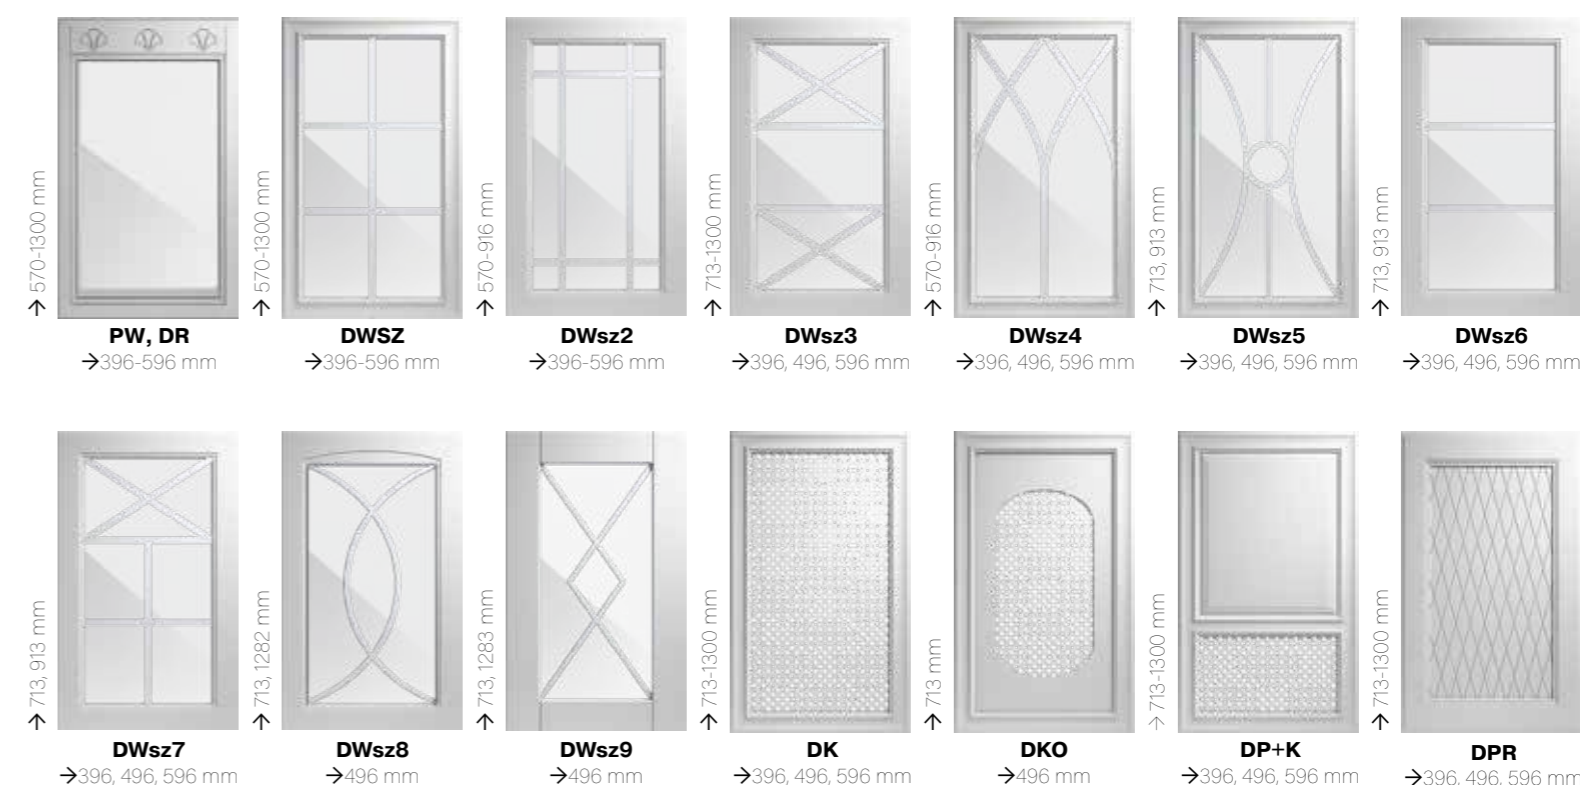 ↑ 570-1300 mm
PW, DR
→396-596 mm
↑ 570-1300 mm
DWSZ
→396-596 mm
↑ 570-916 mm
DWsz2
→396-596 mm
↑ 713-1300 mm
DWsz3
→396, 496, 596 mm
↑ 570-916 mm
DWsz4
→396, 496, 596 mm
↑ 713, 913 mm
DWsz5
→396, 496, 596 mm
↑ 713, 913 mm
DWsz6
→396, 496, 596 mm
↑ 713, 913 mm
DWsz7
→396, 496, 596 mm
↑ 713, 1282 mm
DWsz8
→496 mm
↑ 713, 1283 mm
DWsz9
→496 mm
↑ 713-1300 mm
DK
→396, 496, 596 mm
↑ 713 mm
DKO
→496 mm
↑ 713-1300 mm
DP+K
→396, 496, 596 mm
↑ 713-1300 mm
DPR
→396, 496, 596 mm